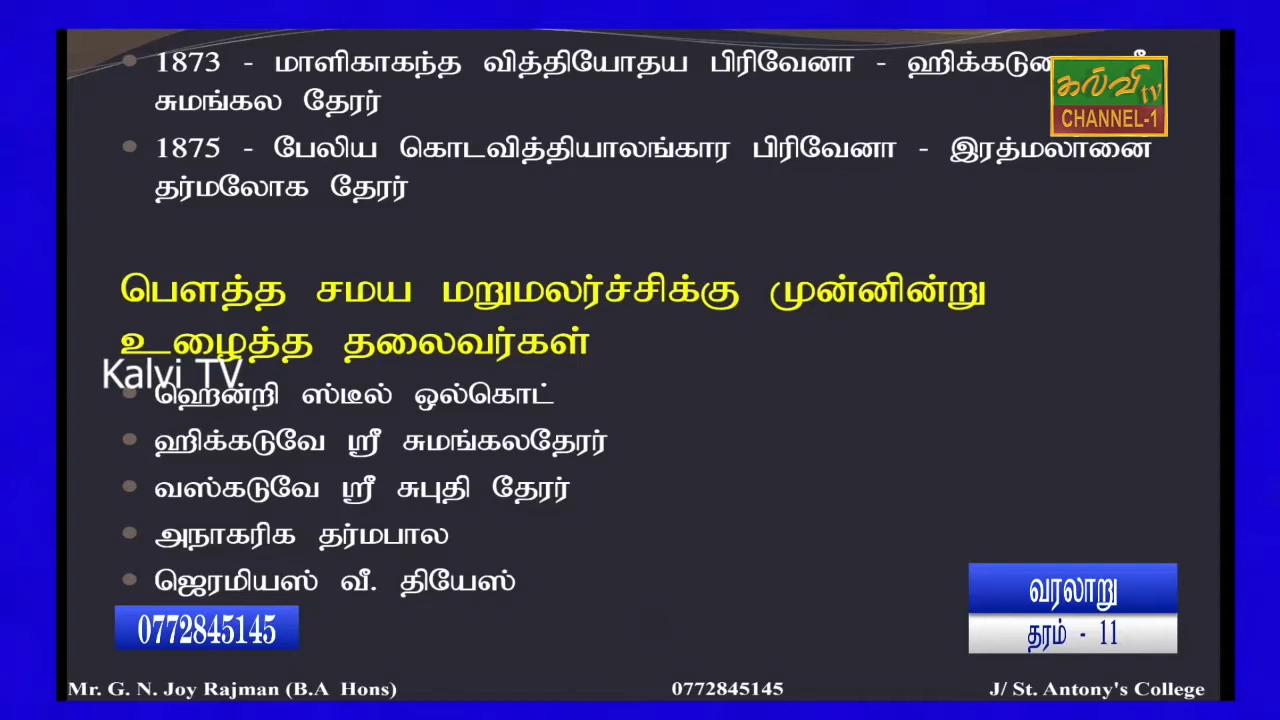 1873 - மாளிகாகந்த வித்தியோதய பிரிவேனா -
சுமங்கல தேரர்
கல்வி tv
CHANNEL-1
1875 - பேலிய கொடவித்தியாலங்கார பிரிவேனா - இரத்மலானை
தர்மலோக தேரர்
பௌத்த சமய மறுமலர்ச்சிக்கு முன்னின்று
உழைத்த தலைவர்கள்
Kalvi TV
ஹென்றி ஸ்டீல் ஒல்கொட்
ஹிக்கடுவே ஸ்ரீ சுமங்கலதேரர்
வஸ்கடுவே ஸ்ரீ சுபுதி தேரர்
அநாகரிக தர்மபால
ஜெரமியஸ் வீ. தியேஸ்
0772845145
வரலாறு
தரம் - 11
Mr. G. N. Joy Rajman (B.A Hons) 0772845145 J/ St. Antony's College